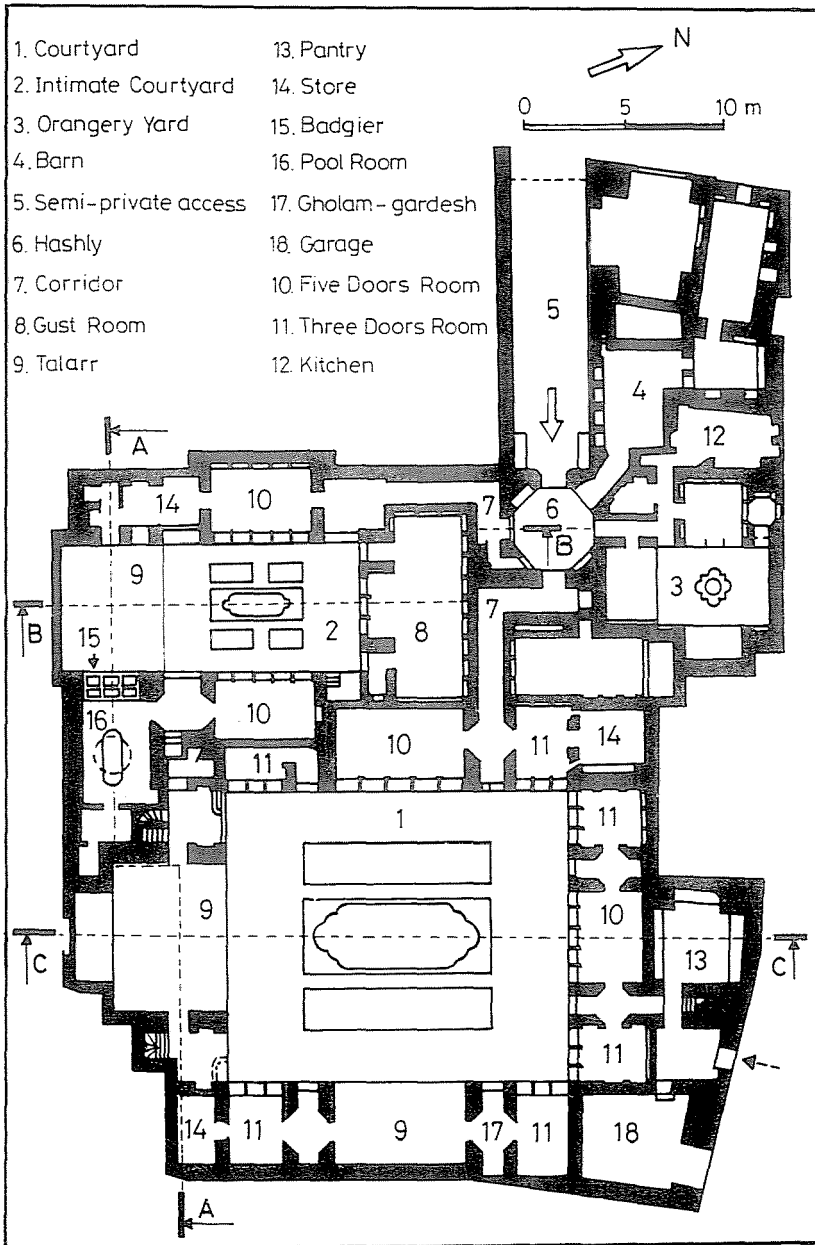 1. Courtyard
2. Intimate Courtyard
3. Orangery Yard
4. Barn
5. Semi-private access
6. Hashly
7. Corridor
8. Gust Room
9. Talarr
13. Pantry
14. Store
15. Badgier
16. Pool Room
17. Gholam-gardesh
18. Garage
10. Five Doors Room
11. Three Doors Room
12. Kitchen
N
0 5 10 m
5
4
A
12
14 10
7 6
B
9
3
7
B
2
8
15
16
10
10 11 14
11
1
11
9
10
C
13
C
11
14 11 9 17 11 18
A